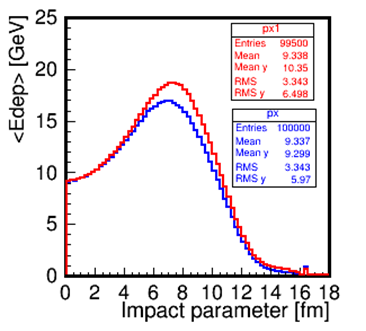 <Edep> [GeV]
25
20
15
10
5
0
px1
Entries 99500
Mean 9.338
Mean y 10.35
RMS 3.343
RMS y 6.498
px
Entries 100000
Mean 9.337
Mean y 9.299
RMS 3.343
RMS y 5.97
0 2 4 6 8 10 12 14 16 18
Impact parameter [fm]